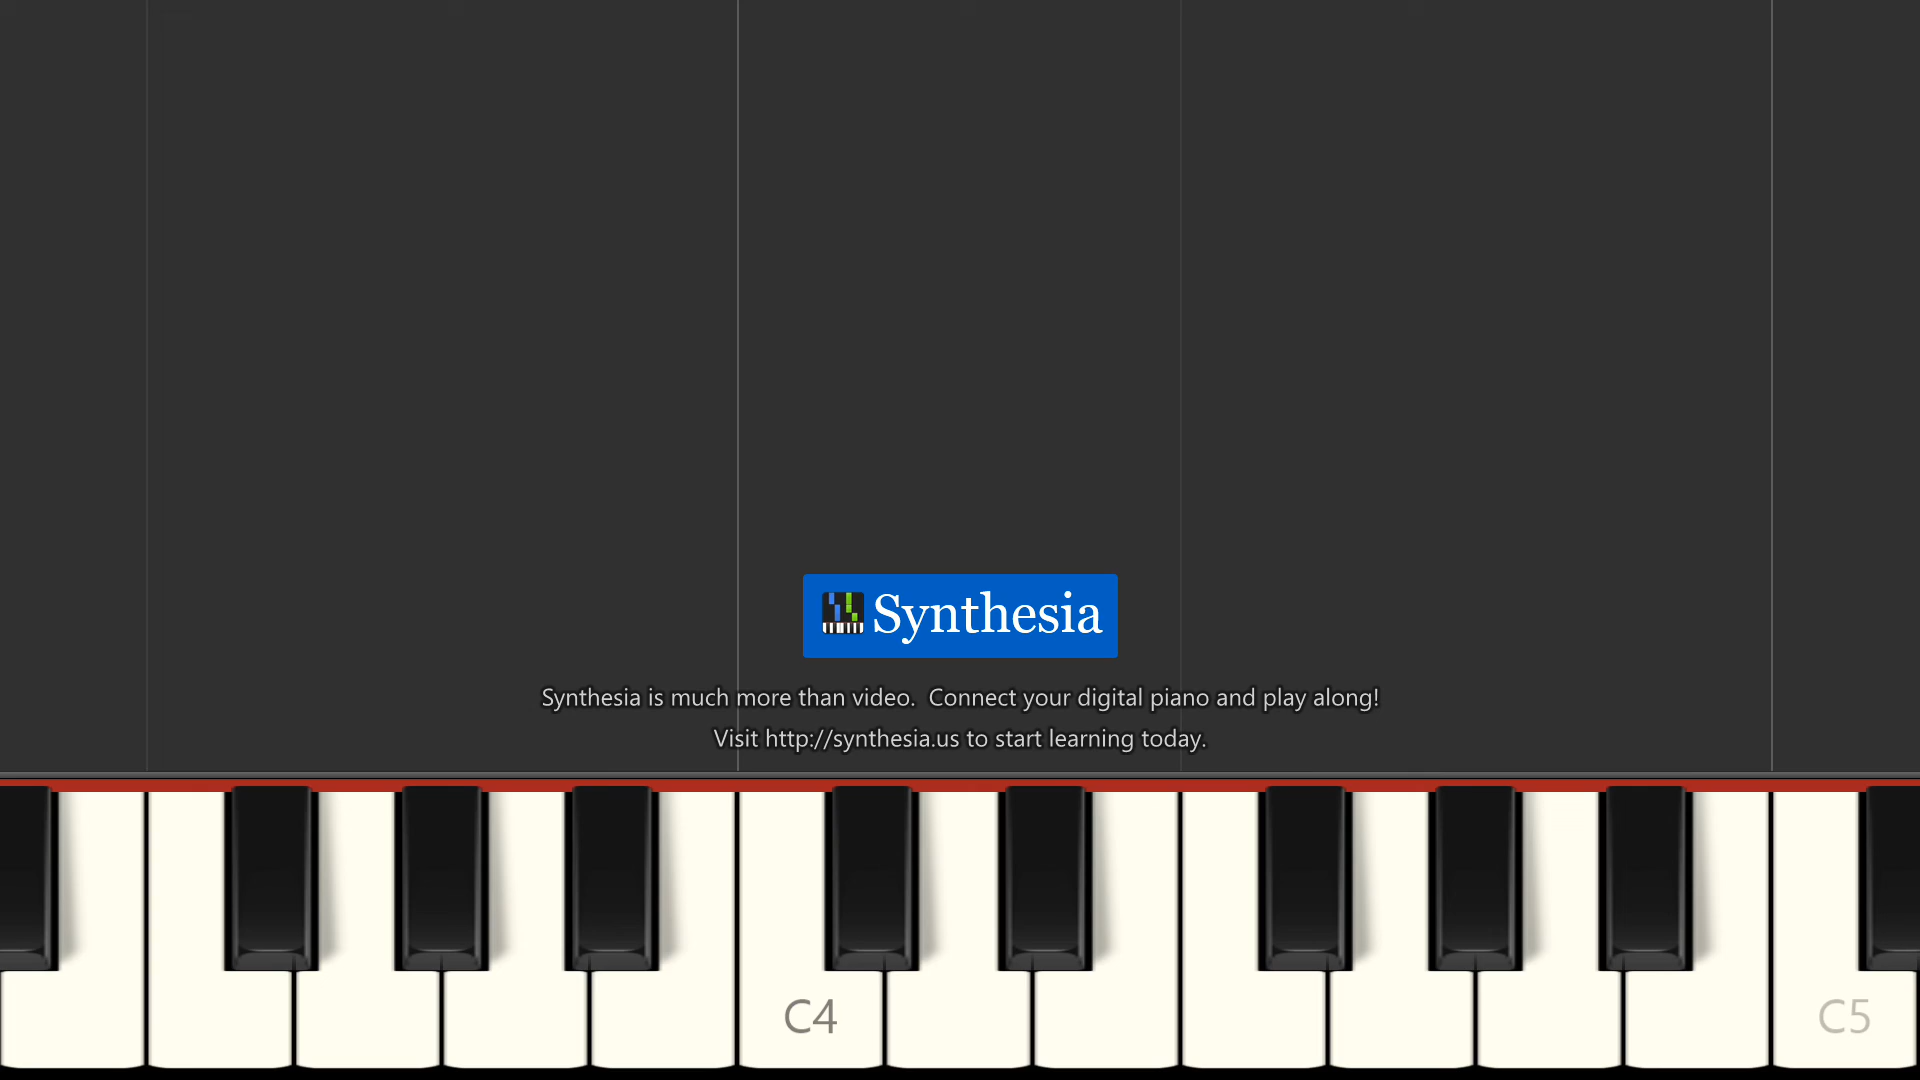 Synthesia
Synthesia is much more than video.  Connect your digital piano and play along!
Visit http://synthesia.us to start learning today.
C4
C5